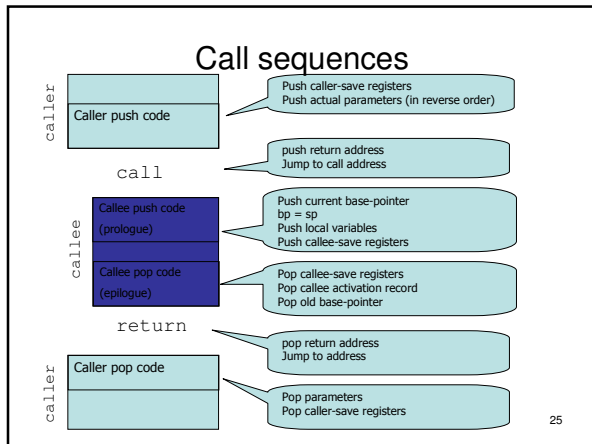 Call sequences
caller
Caller push code
Push caller-save registers
Push actual parameters (in reverse order)
call
push return address
Jump to call address
callee
Callee push code
(prologue)
Push current base-pointer
bp = sp
Push local variables
Push callee-save registers
Callee pop code
(epilogue)
Pop callee-save registers
Pop callee activation record
Pop old base-pointer
return
pop return address
Jump to address
caller
Caller pop code
Pop parameters
Pop caller-save registers
25